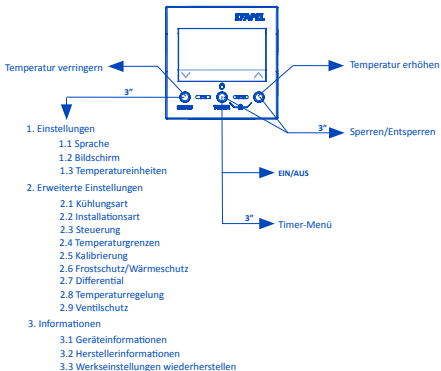 EFAPEL
Temperatur verringern
Temperatur erhöhen
3"
MENU
TIMER
3"
Sperren/Entsperren
1. Einstellungen
1.1 Sprache
1.2 Bildschirm
1.3 Temperatureinheiten
EIN/AUS
2. Erweiterte Einstellungen
2.1 Kühlungsart
2.2 Installationsart
2.3 Steuerung
3"
Timer-Menü
2.4 Temperaturgrenzen
2.5 Kalibrierung
2.6 Frostschutz/Wärmeschutz
2.7 Differential
2.8 Temperaturregelung
2.9 Ventilschutz
3. Informationen
3.1 Geräteinformationen
3.2 Herstellerinformationen
3.3 Werkseinstellungen wiederherstellen